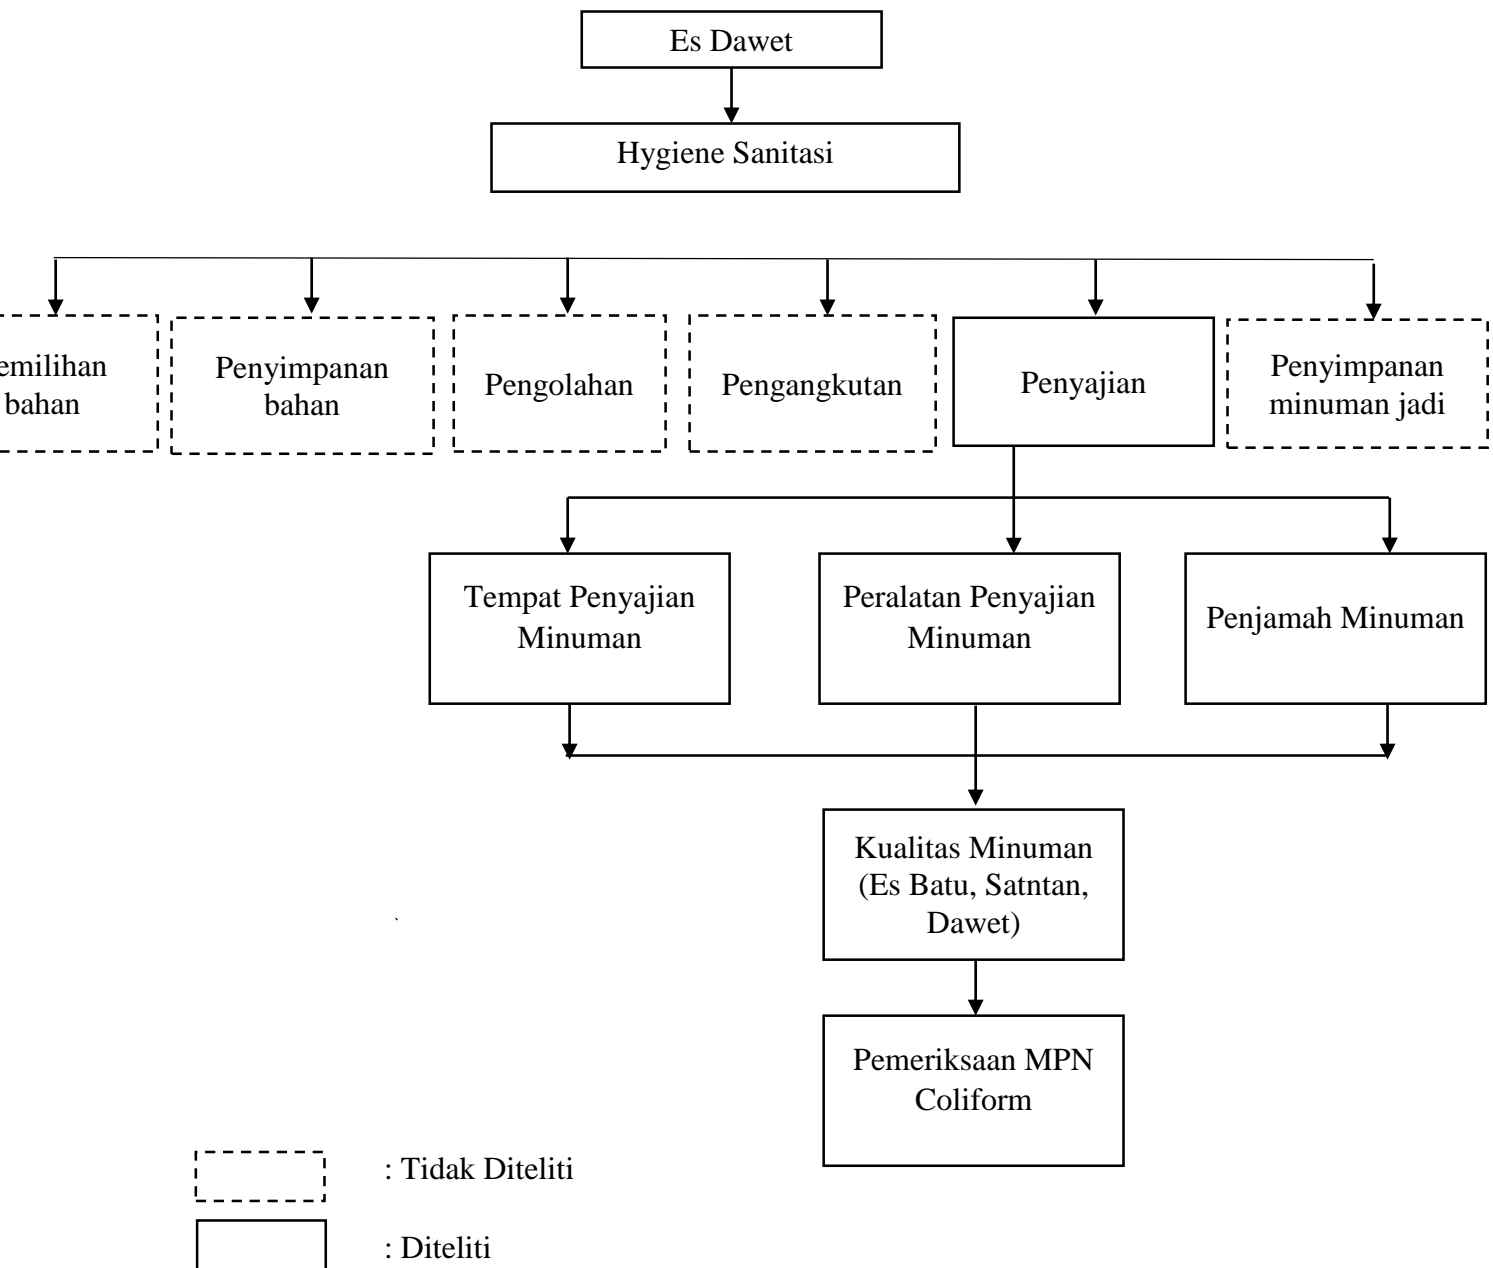 Es Dawet
Hygiene Sanitasi
emilihan
bahan
Penyimpanan
bahan
Pengolahan
Pengangkutan
Penyajian
Penyimpanan
minuman jadi
Tempat Penyajian
Minuman
Peralatan Penyajian
Minuman
Penjamah Minuman
Kualitas Minuman
(Es Batu, Satntan,
Dawet)
`
Pemeriksaan MPN
Coliform
: Tidak Diteliti
: Diteliti